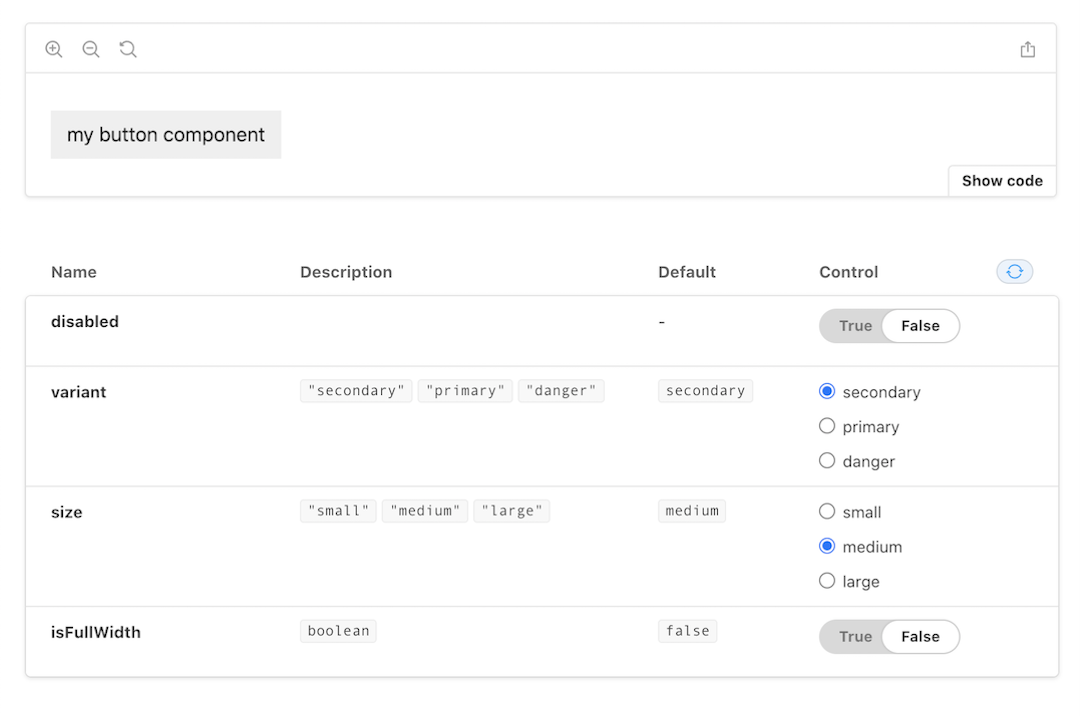 my button component
Show code
Name Description Default Control
disabled - True False
variant "secondary" "primary" "danger" secondary secondary
primary
danger
size "small" "medium" "large" medium small
medium
large
isFullWidth boolean false True False